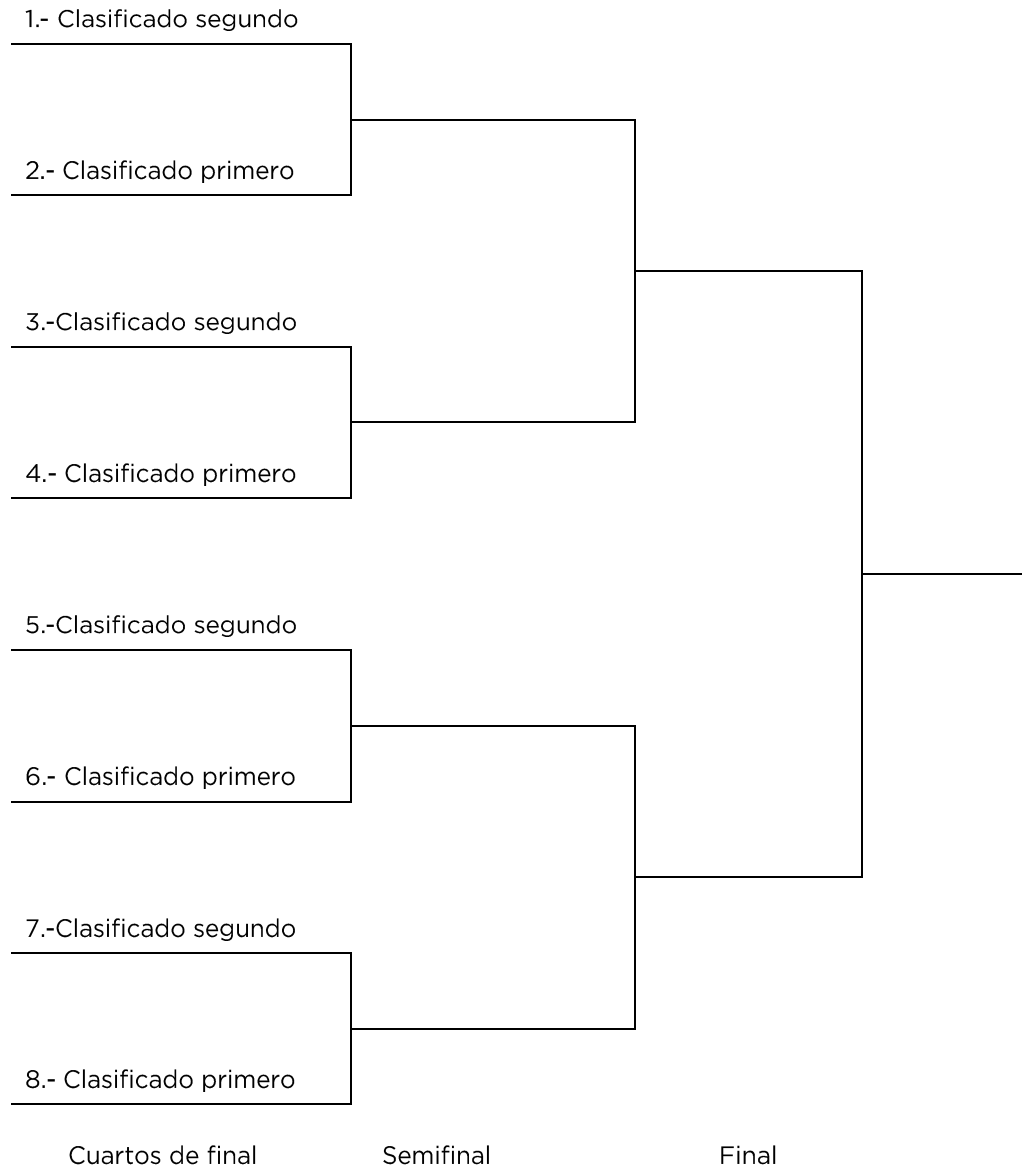 1.- Clasificado segundo
2.- Clasificado primero
3.-Clasificado segundo
4.- Clasificado primero
5.-Clasificado segundo
6.- Clasificado primero
7.-Clasificado segundo
8.- Clasificado primero
Cuartos de final Semifinal Final